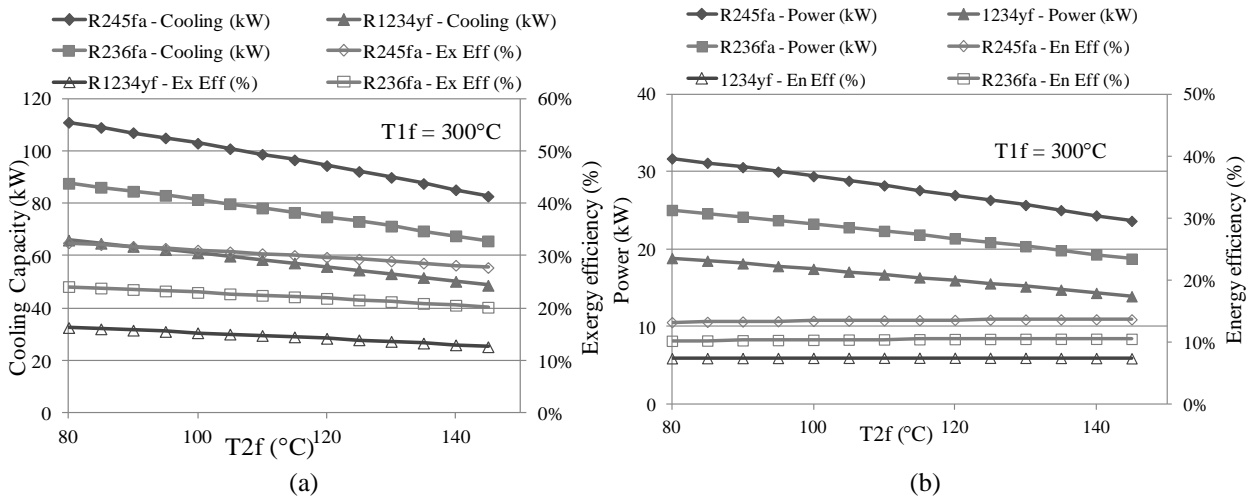 R245fa - Cooling (kW)
R1234yf - Cooling (kW)
R236fa - Cooling (kW)
R245fa - Ex Eff (%)
R1234yf - Ex Eff (%)
R236fa - Ex Eff (%)
120
100
80
60
40
20
0
Cooling Capacity (kW)
T1f = 300°C
60%
50%
40%
30%
20%
10%
0%
Exergy efficiency (%)
80
100
120
140
T2f (°C)
(a)
R245fa - Power (kW)
1234yf - Power (kW)
R236fa - Power (kW)
R245fa - En Eff (%)
1234yf - En Eff (%)
R236fa - En Eff (%)
40
30
20
10
0
Power (kW)
T1f = 300°C
50%
40%
30%
20%
10%
0%
Energy efficiency (%)
80
100
120
140
T2f (°C)
(b)